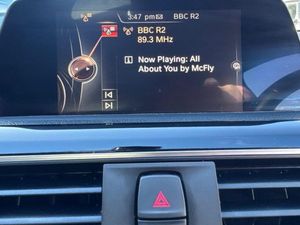 3:47 pm BBC R2
BBC R2
89.3 MHz
Now Playing: All
About You by McFly